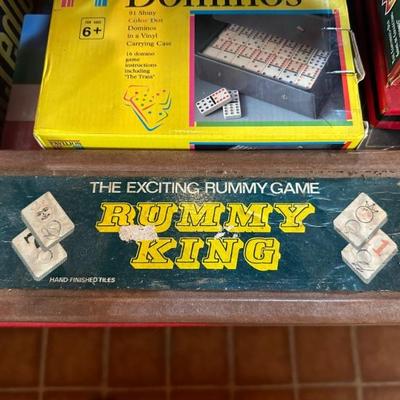 Dominos
FOR AGES
6+
91 Shiny
Color Dot
Dominos
in a Vinyl
Carrying Case
16 domino
game
instructions
including
"The Train"
THE EXCITING RUMMY GAME
RUMMY
KING
HAND FINISHED TILES
1